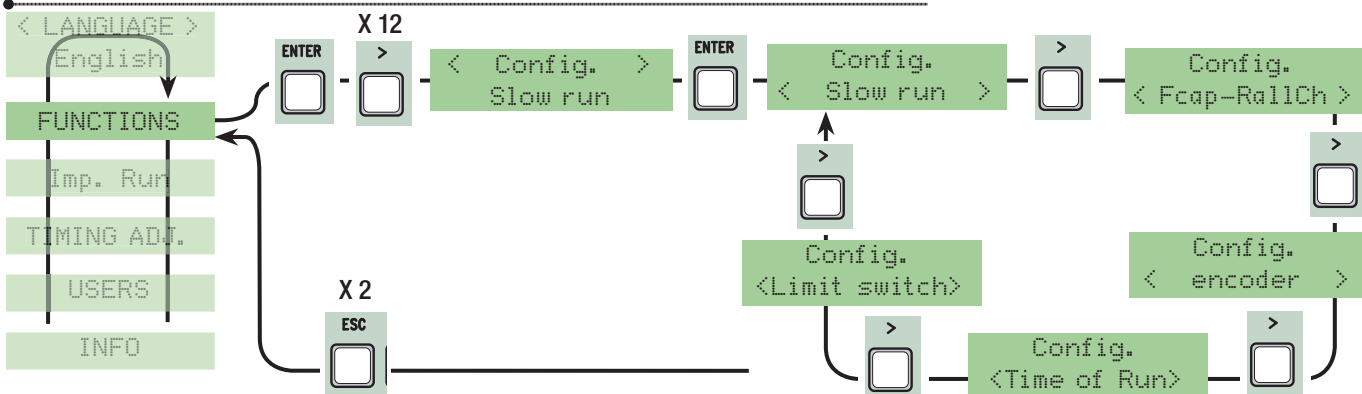 < LANGUAGE >
English
FUNCTIONS
Imp. Run
TIMING ADJ.
USERS
INFO
ENTER
X 12
>
< Config. >
Slow run
ENTER
Config.
< Slow run >
>
Config.
< Fcap-RallCh >
>
Config.
< encoder >
>
Config.
<Time of Run>
>
Config.
<Limit switch>
>
X 2
ESC